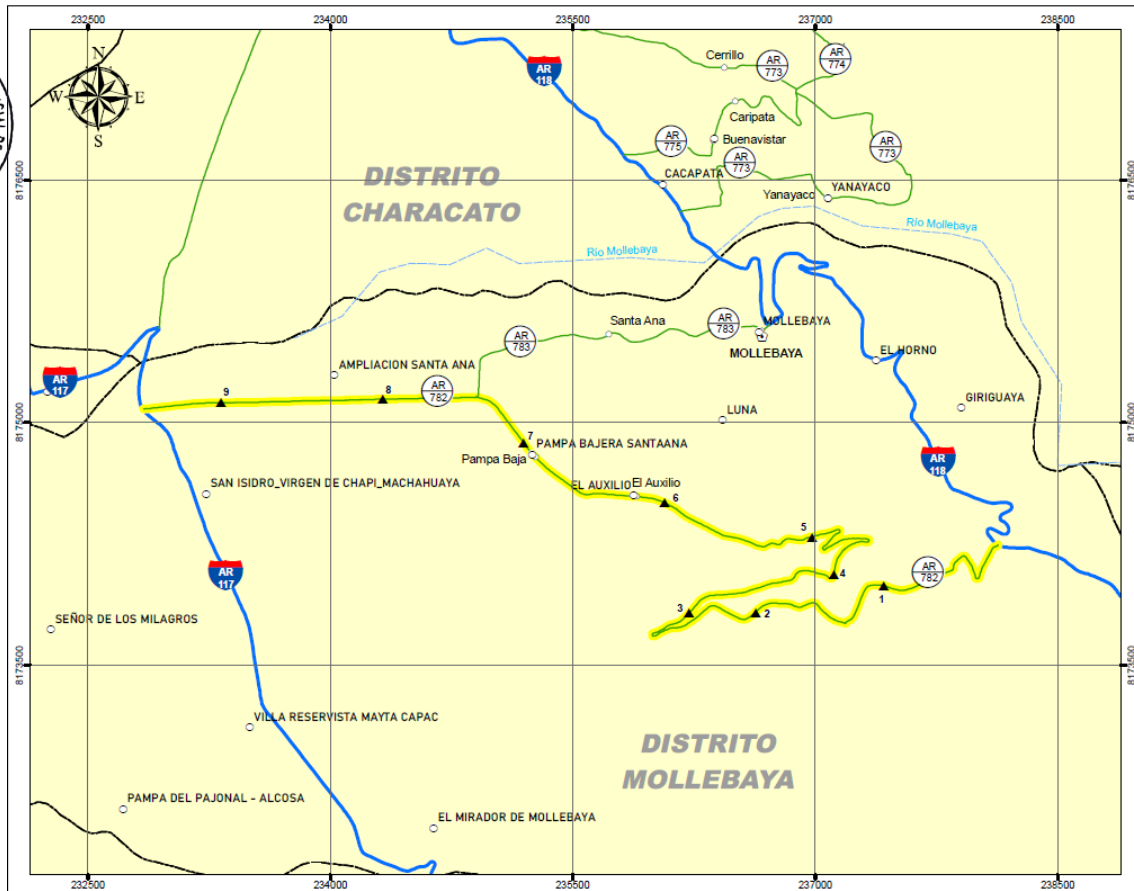 232500
234000
235500
237000
238500
N
W
E
S
AR
118
Cerrillo
AR
773
AR
774
Caripata
AR
775
Buenavistar
AR
773
AR
773
8176500
CACAPATA
Yanayaco
YANAYACO
8176500
DISTRITO
CHARACATO
Río Mollebaya
Río Mollebaya
Santa Ana
AR
783
AR
783
MOLLEBAYA
MOLLEBAYA
EL HORNO
AMPLIACION SANTA ANA
AR
117
9
8
AR
782
GIRIGUAYA
LUNA
8175000
8175000
7
PAMPA BAJERA SANTAANA
Pampa Baja
AR
118
SAN ISIDRO_VIRGEN DE CHAPI_MACHAHUAYA
EL AUXILIO
El Auxilio
6
5
AR
117
4
AR
782
1
3
2
SEÑOR DE LOS MILAGROS
8173500
8173500
VILLA RESERVISTA MAYTA CAPAC
DISTRITO
MOLLEBAYA
PAMPA DEL PAJONAL - ALCOSA
EL MIRADOR DE MOLLEBAYA
232500
234000
235500
237000
238500